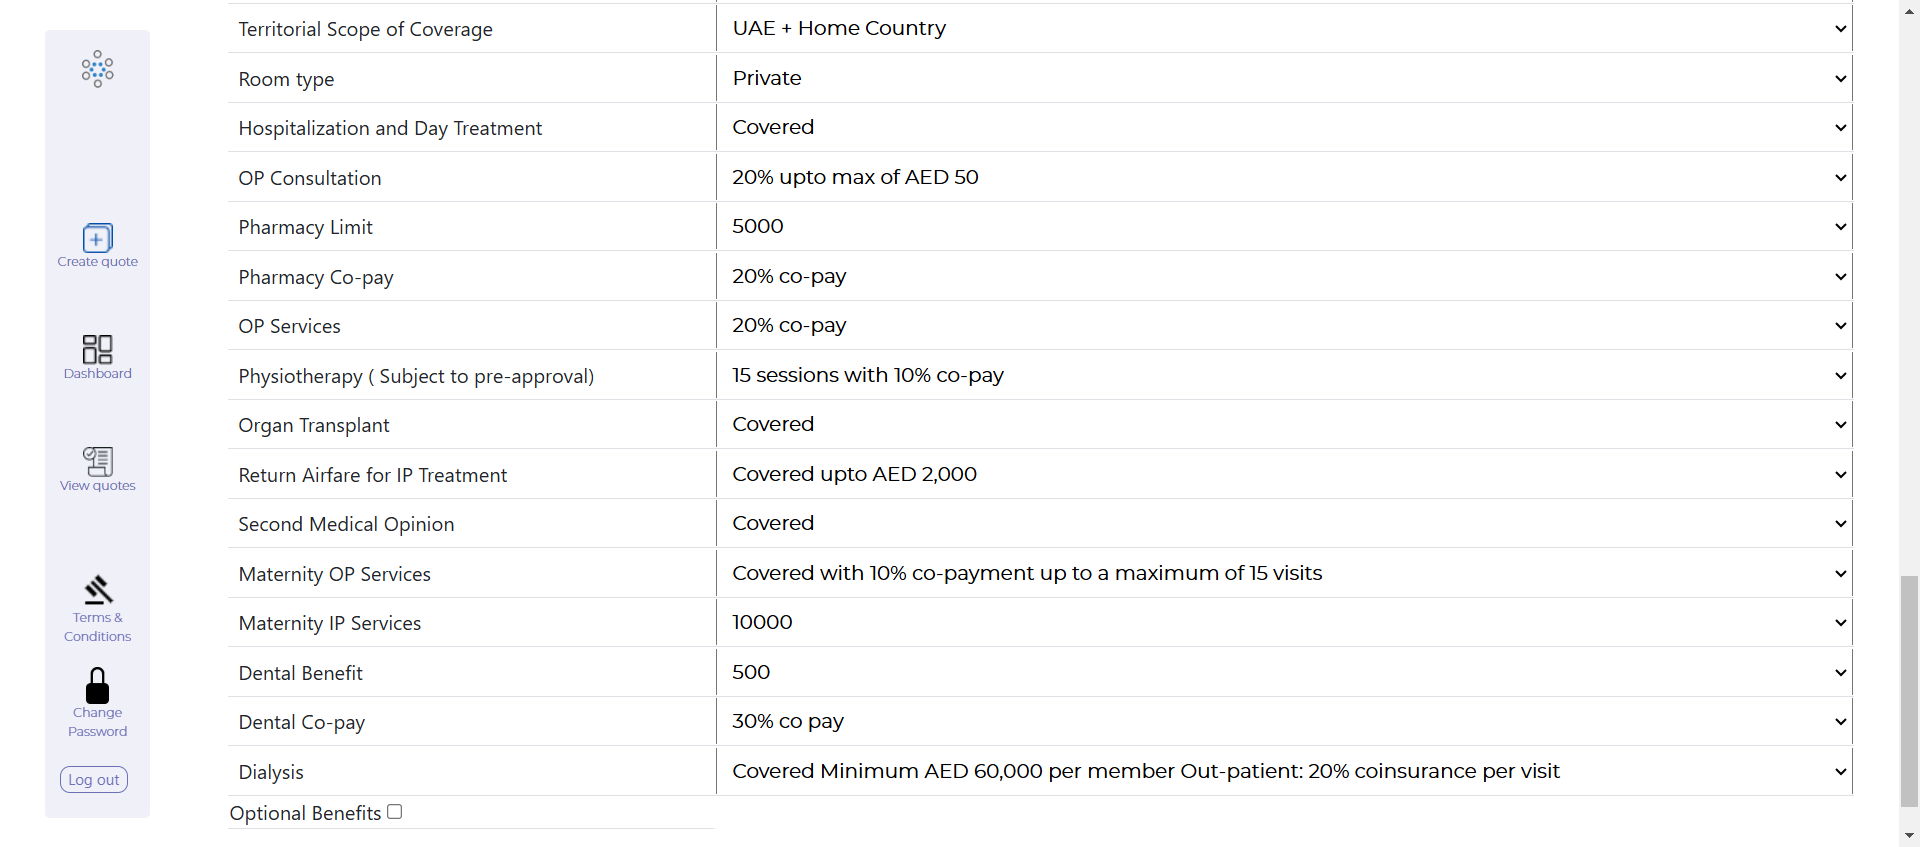 Territorial Scope of Coverage UAE + Home Country
Room type Private
Hospitalization and Day Treatment Covered
OP Consultation 20% upto max of AED 50
Pharmacy Limit 5000
Pharmacy Co-pay 20% co-pay
OP Services 20% co-pay
Physiotherapy ( Subject to pre-approval) 15 sessions with 10% co-pay
Organ Transplant Covered
Return Airfare for IP Treatment Covered upto AED 2,000
Second Medical Opinion Covered
Maternity OP Services Covered with 10% co-payment up to a maximum of 15 visits
Maternity IP Services 10000
Dental Benefit 500
Dental Co-pay 30% co pay
Dialysis Covered Minimum AED 60,000 per member Out-patient: 20% coinsurance per visit
Optional Benefits
Create quote
Dashboard
View quotes
Terms &
Conditions
Change
Password
Log out